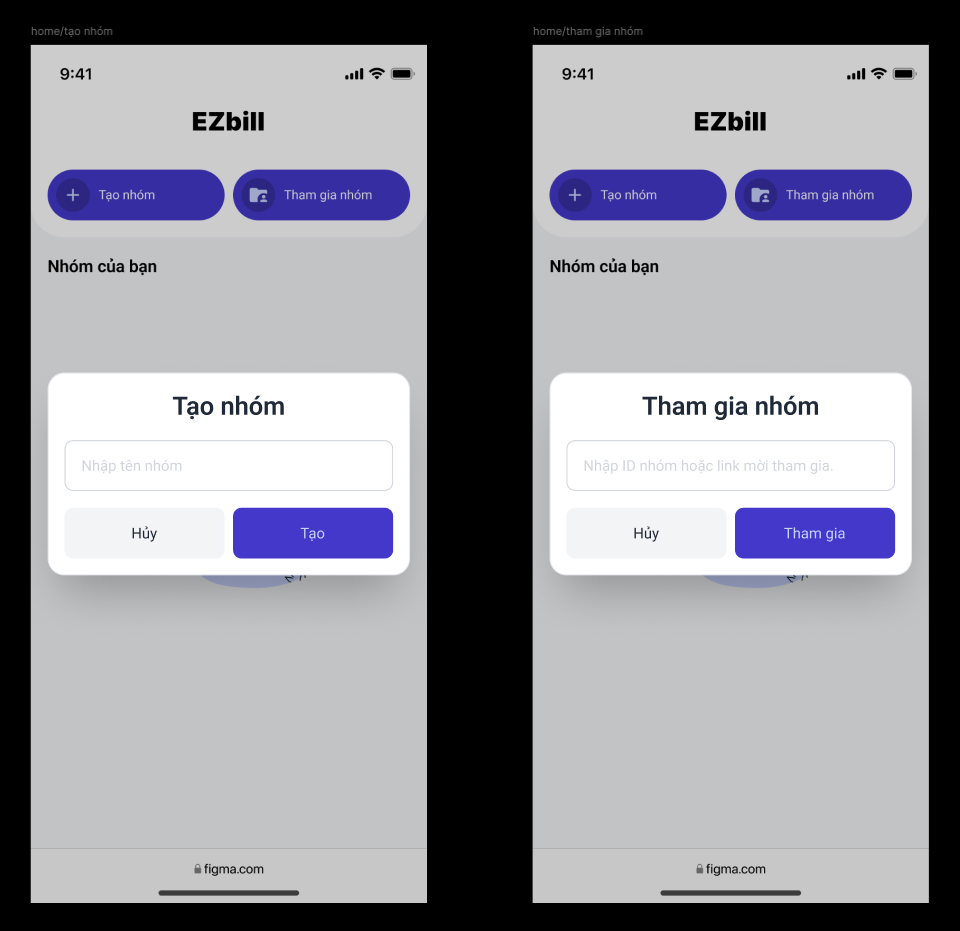 home/tạo nhóm
9:41
EZbill
Tạo nhóm
Tham gia nhóm
Nhóm của bạn
Tạo nhóm
Nhập tên nhóm
Hủy
Tạo
figma.com
home/tham gia nhóm
9:41
EZbill
Tạo nhóm
Tham gia nhóm
Nhóm của bạn
Tham gia nhóm
Nhập ID nhóm hoặc link mời tham gia.
Hủy
Tham gia
figma.com